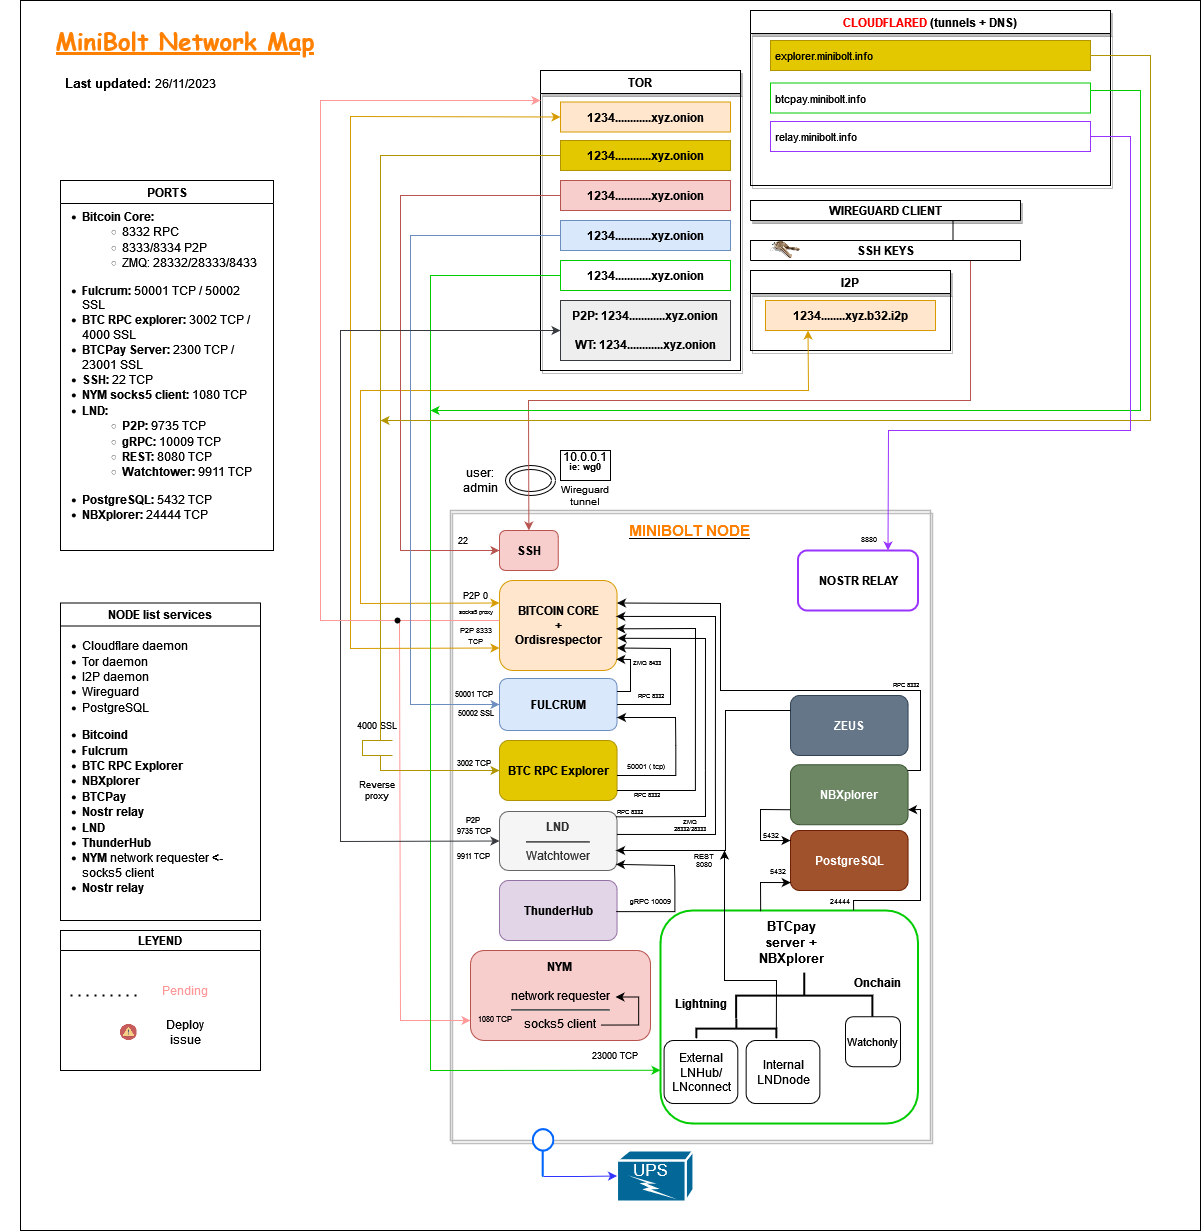 MiniBolt Network Map
Last updated: 26/11/2023
CLOUDFLARED (tunnels + DNS)
explorer.minibolt.info
btcpay.minibolt.info
relay.minibolt.info
TOR
1234............xyz.onion
1234............xyz.onion
1234............xyz.onion
1234............xyz.onion
1234............xyz.onion
P2P: 1234............xyz.onion
WT: 1234............xyz.onion
WIREGUARD CLIENT
SSH KEYS
I2P
1234........xyz.b32.i2p
PORTS
Bitcoin Core:
8332 RPC
8333/8334 P2P
ZMQ: 28332/28333/8433
Fulcrum: 50001 TCP / 50002
SSL
BTC RPC explorer: 3002 TCP /
4000 SSL
BTCPay Server: 2300 TCP /
23001 SSL
SSH: 22 TCP
NYM socks5 client: 1080 TCP
LND:
P2P: 9735 TCP
gRPC: 10009 TCP
REST: 8080 TCP
Watchtower: 9911 TCP
PostgreSQL: 5432 TCP
NBXplorer: 24444 TCP
NODE list services
Cloudflare daemon
Tor daemon
I2P daemon
Wireguard
PostgreSQL
Bitcoind
Fulcrum
BTC RPC Explorer
NBXplorer
BTCPay
Nostr relay
LND
ThunderHub
NYM network requester <-
socks5 client
Nostr relay
LEYEND
Pending
Deploy
issue
user:
admin
10.0.0.1
ie: wg0
Wireguard
tunnel
MINIBOLT NODE
22
SSH
8880
NOSTR RELAY
P2P 0
socks5 proxy
P2P 8333
TCP
BITCOIN CORE
+
Ordisrespector
ZMQ 8433
RPC 8332
50001 TCP
50002 SSL
FULCRUM
RPC 8332
ZEUS
4000 SSL
Reverse
proxy
3002 TCP
BTC RPC Explorer
50001 ( tcp)
RPC 8332
NBXplorer
P2P
9735 TCP
9911 TCP
LND
Watchtower
RPC 8332
ZMQ
28332/28333
REST
8080
5432
PostgreSQL
5432
24444
ThunderHub
gRPC 10009
BTCpay
server +
NBXplorer
Onchain
Lightning
Watchonly
External
LNHub/
LNconnect
Internal
LNDnode
NYM
network requester
1080 TCP
socks5 client
23000 TCP
UPS